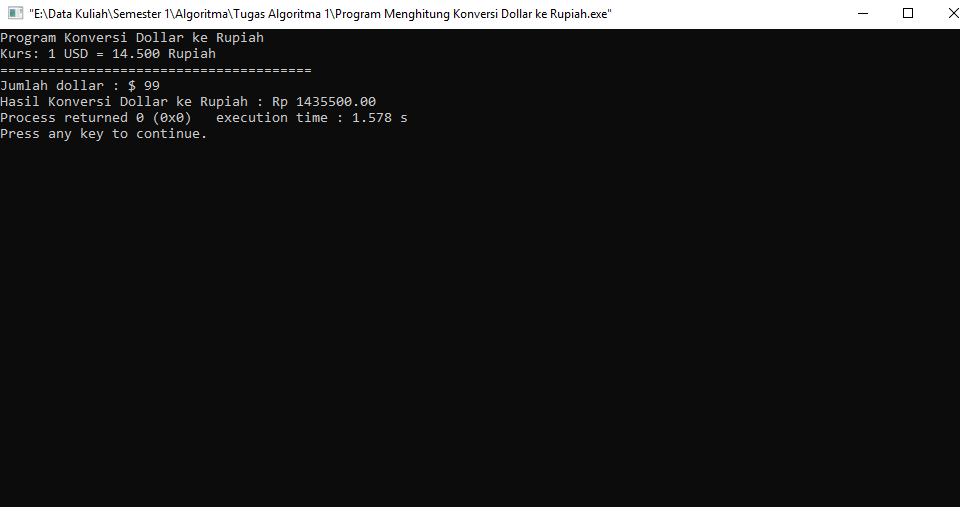 "E:\Data Kuliah\Semester 1\Algoritma\Tugas Algoritma 1\Program Menghitung Konversi Dollar ke Rupiah.exe"
Program Konversi Dollar ke Rupiah
Kurs: 1 USD = 14.500 Rupiah
=======================================
Jumlah dollar : $ 99
Hasil Konversi Dollar ke Rupiah : Rp 1435500.00
Process returned 0 (0x0)   execution time : 1.578 s
Press any key to continue.